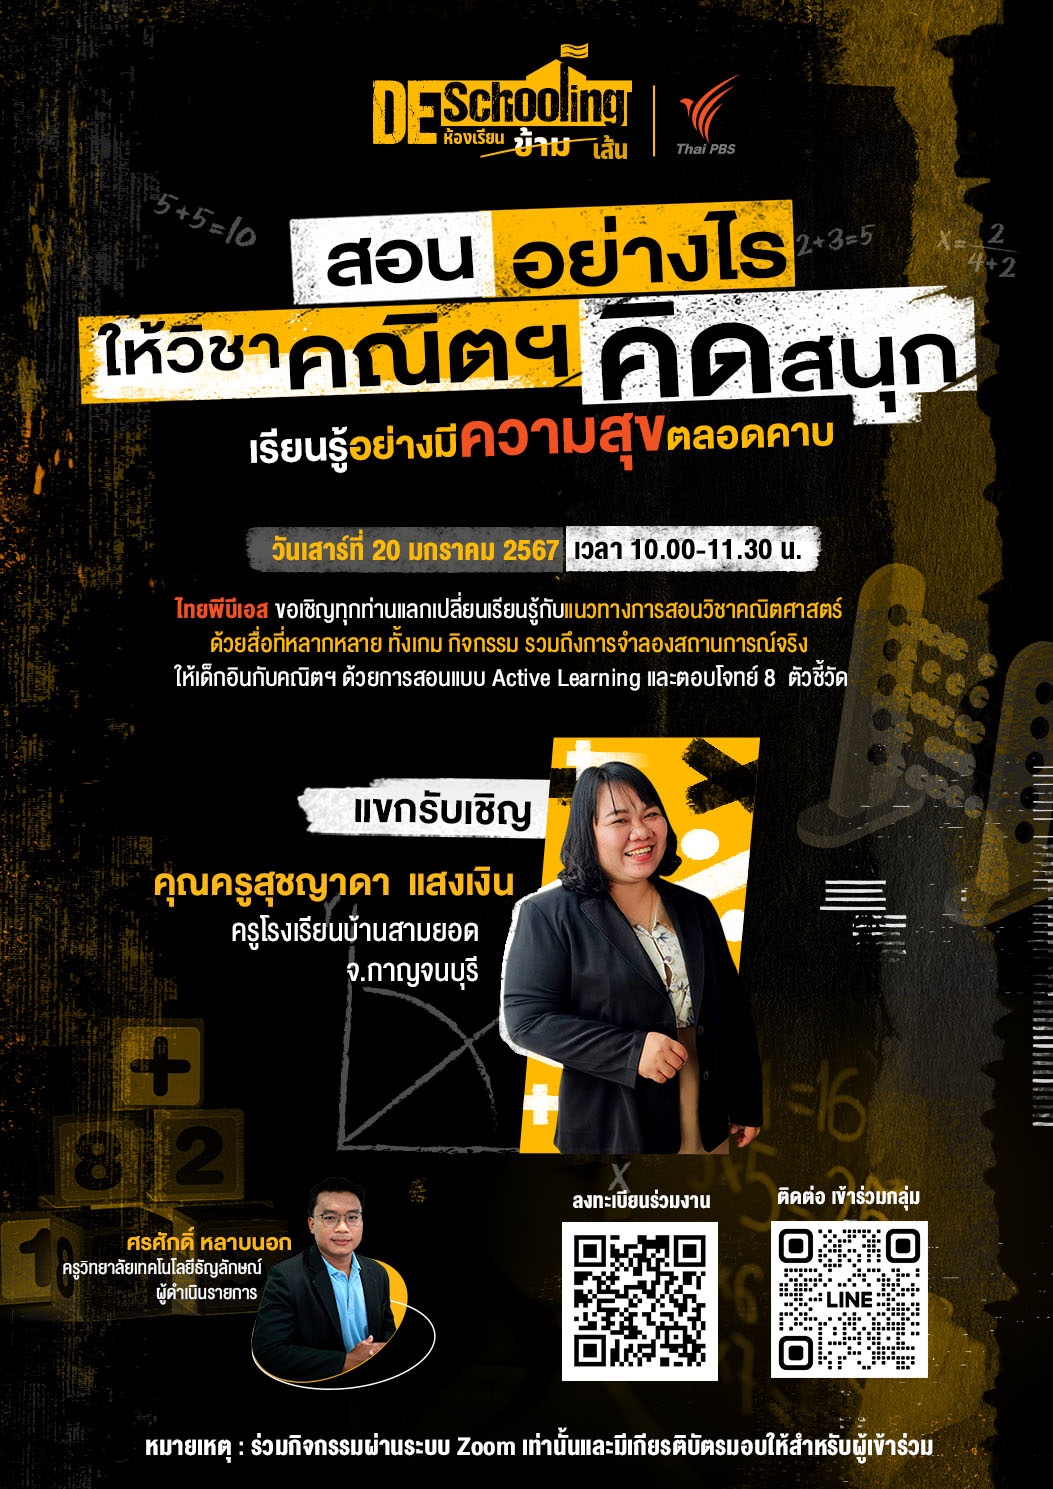 DESchooling
ห้องเรียน ข้าม เส้น
Thai PBS
5+5=10
2+3=5
x= 2
4+2
สอน อย่างไร
ให้วิชาคณิตฯ คิดสนุก
เรียนรู้อย่างมีความสุขตลอดคาบ
วันเสาร์ที่ 20 มกราคม 2567 เวลา 10.00-11.30 น.
ไทยพีบีเอส ขอเชิญทุกท่านแลกเปลี่ยนเรียนรู้กับแนวทางการสอนวิชาคณิตศาสตร์
ด้วยสื่อที่หลากหลาย ทั้งเกม กิจกรรม รวมถึงการจำลองสถานการณ์จริง
ให้เด็กอินกับคณิตฯ ด้วยการสอนแบบ Active Learning และตอบโจทย์ 8 ตัวชี้วัด
แขกรับเชิญ
คุณครูสุชญาดา แสงเงิน
ครูโรงเรียนบ้านสามยอด
จ.กาญจนบุรี
+
8 2
=16
x
ลงทะเบียนร่วมงาน
ติดต่อ เข้าร่วมกลุ่ม
LINE
ศรศักดิ์ หลาบนอก
ครูวิทยาลัยเทคโนโลยีธัญลักษณ์
ผู้ดำเนินรายการ
หมายเหตุ : ร่วมกิจกรรมผ่านระบบ Zoom เท่านั้นและมีเกียรติบัตรมอบให้สำหรับผู้เข้าร่วม